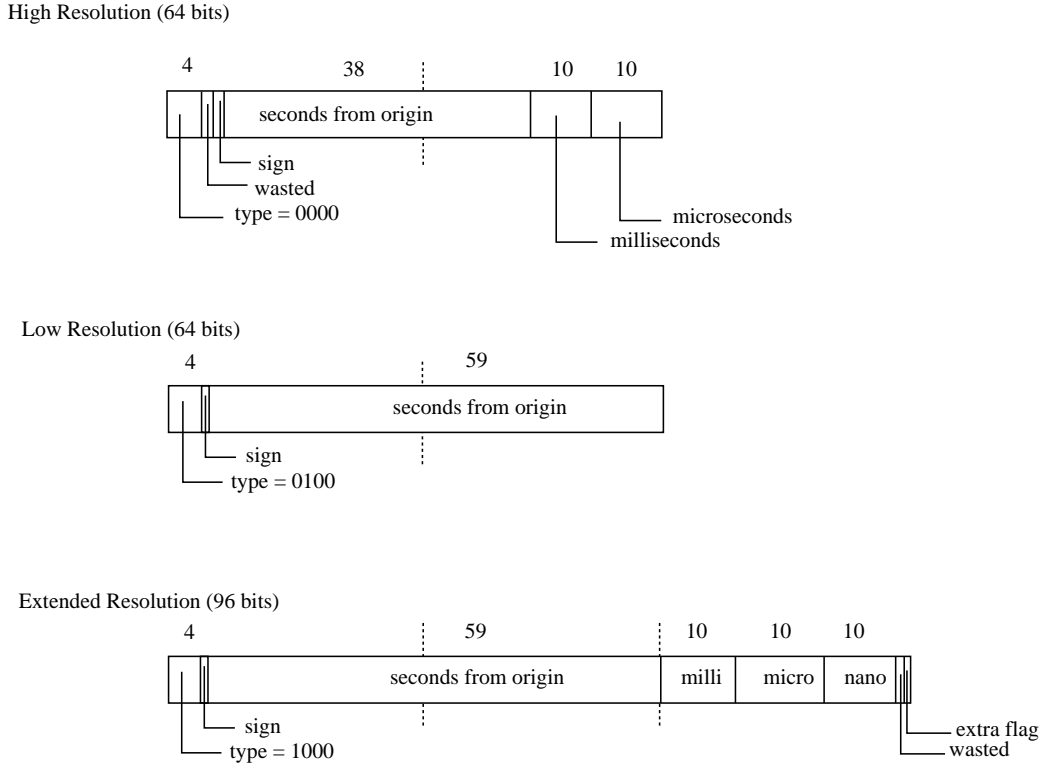 High Resolution (64 bits)
4 38 10 10
seconds from origin
sign
wasted
type = 0000
microseconds
milliseconds
Low Resolution (64 bits)
4 59
seconds from origin
sign
type = 0100
Extended Resolution (96 bits)
4 59 10 10 10
seconds from origin milli micro nano
sign
type = 1000
extra flag
wasted